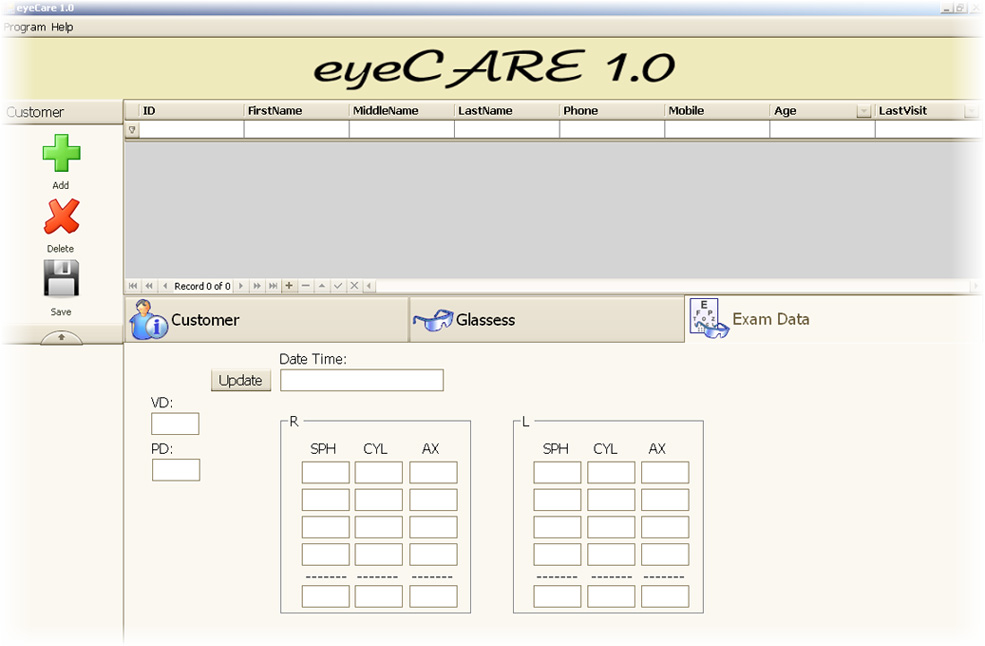 eyeCare 1.0
Program Help
eyeCARE 1.0
Customer
ID FirstName MiddleName LastName Phone Mobile Age LastVisit
Add
Delete
Save
Record 0 of 0
Customer Glassess Exam Data
E
F P
T O Z
Date Time:
Update
VD:
PD:
R L
SPH CYL AX SPH CYL AX
------- ------- ------- ------- ------- -------